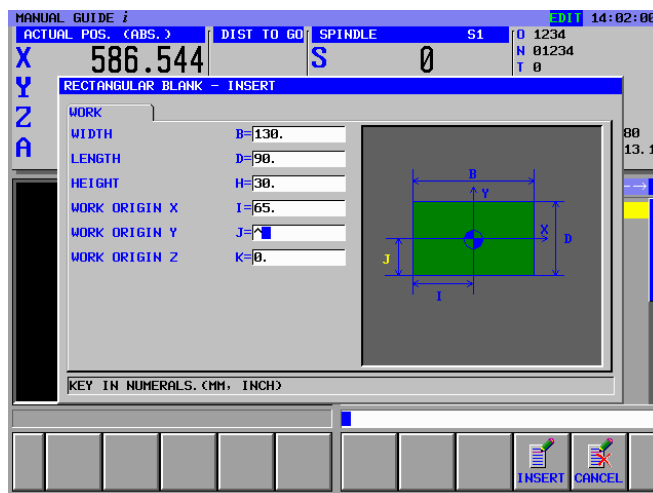 MANUAL GUIDE i EDIT 14:02:00
ACTUAL POS. (ABS.) DIST TO GO SPINDLE S1 O 1234
X 586.544 S 0 N 01234
T 0
Y
Z
A
80
13.1
RECTANGULAR BLANK - INSERT
WORK
WIDTH B=130.
LENGTH D=90.
HEIGHT H=30.
WORK ORIGIN X I=65.
WORK ORIGIN Y J=^
WORK ORIGIN Z K=0.
B
Y
X
D
J
I
KEY IN NUMERALS.(MM, INCH)
INSERT CANCEL